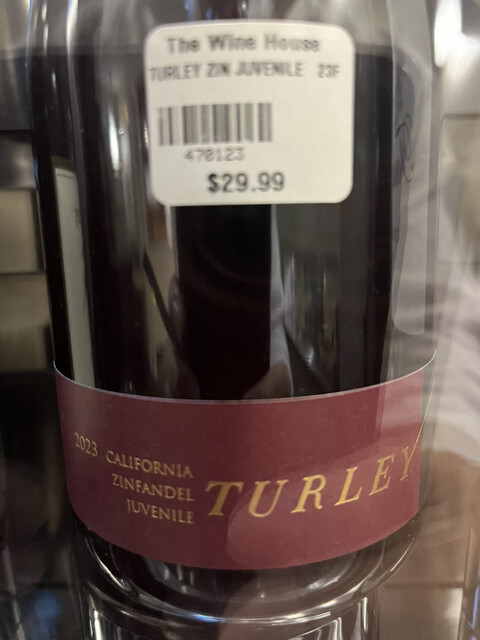 The Wine House
TURLEY ZIN JUVENILE 23F
470123
$29.99
2023 CALIFORNIA
ZINFANDEL
JUVENILE
TURLEY